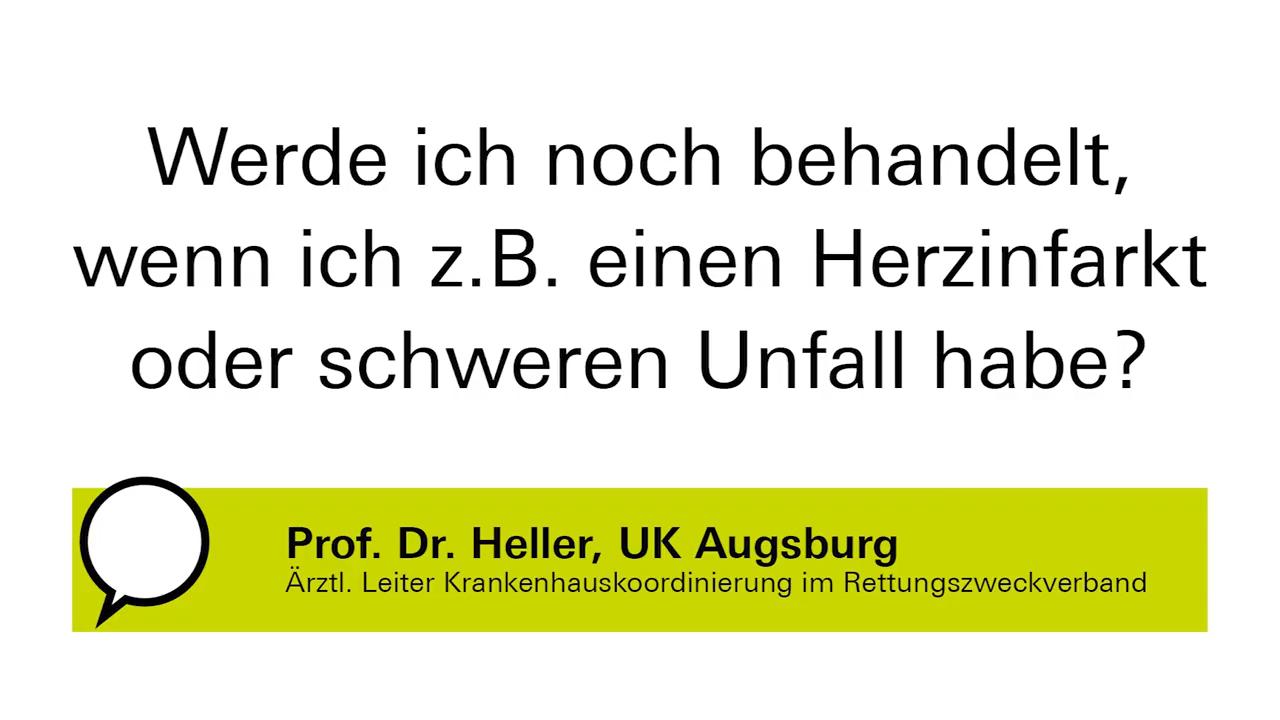 Werde ich noch behandelt,
wenn ich z.B. einen Herzinfarkt
oder schweren Unfall habe?
Prof. Dr. Heller, UK Augsburg
Ärztl. Leiter Krankenhauskoordinierung im Rettungszweckverband